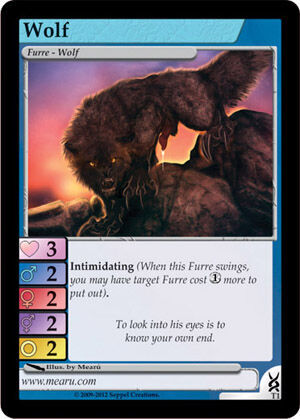 Wolf
Furre - Wolf
3
2
2
2
2
Intimidating (When this Furre swings,
you may have target Furre cost 1 more to
put out).
To look into his eyes is to
know your own end.
Illus. by Mearú
www.mearu.com
T1
© 2009-2012 Seppel Creations.